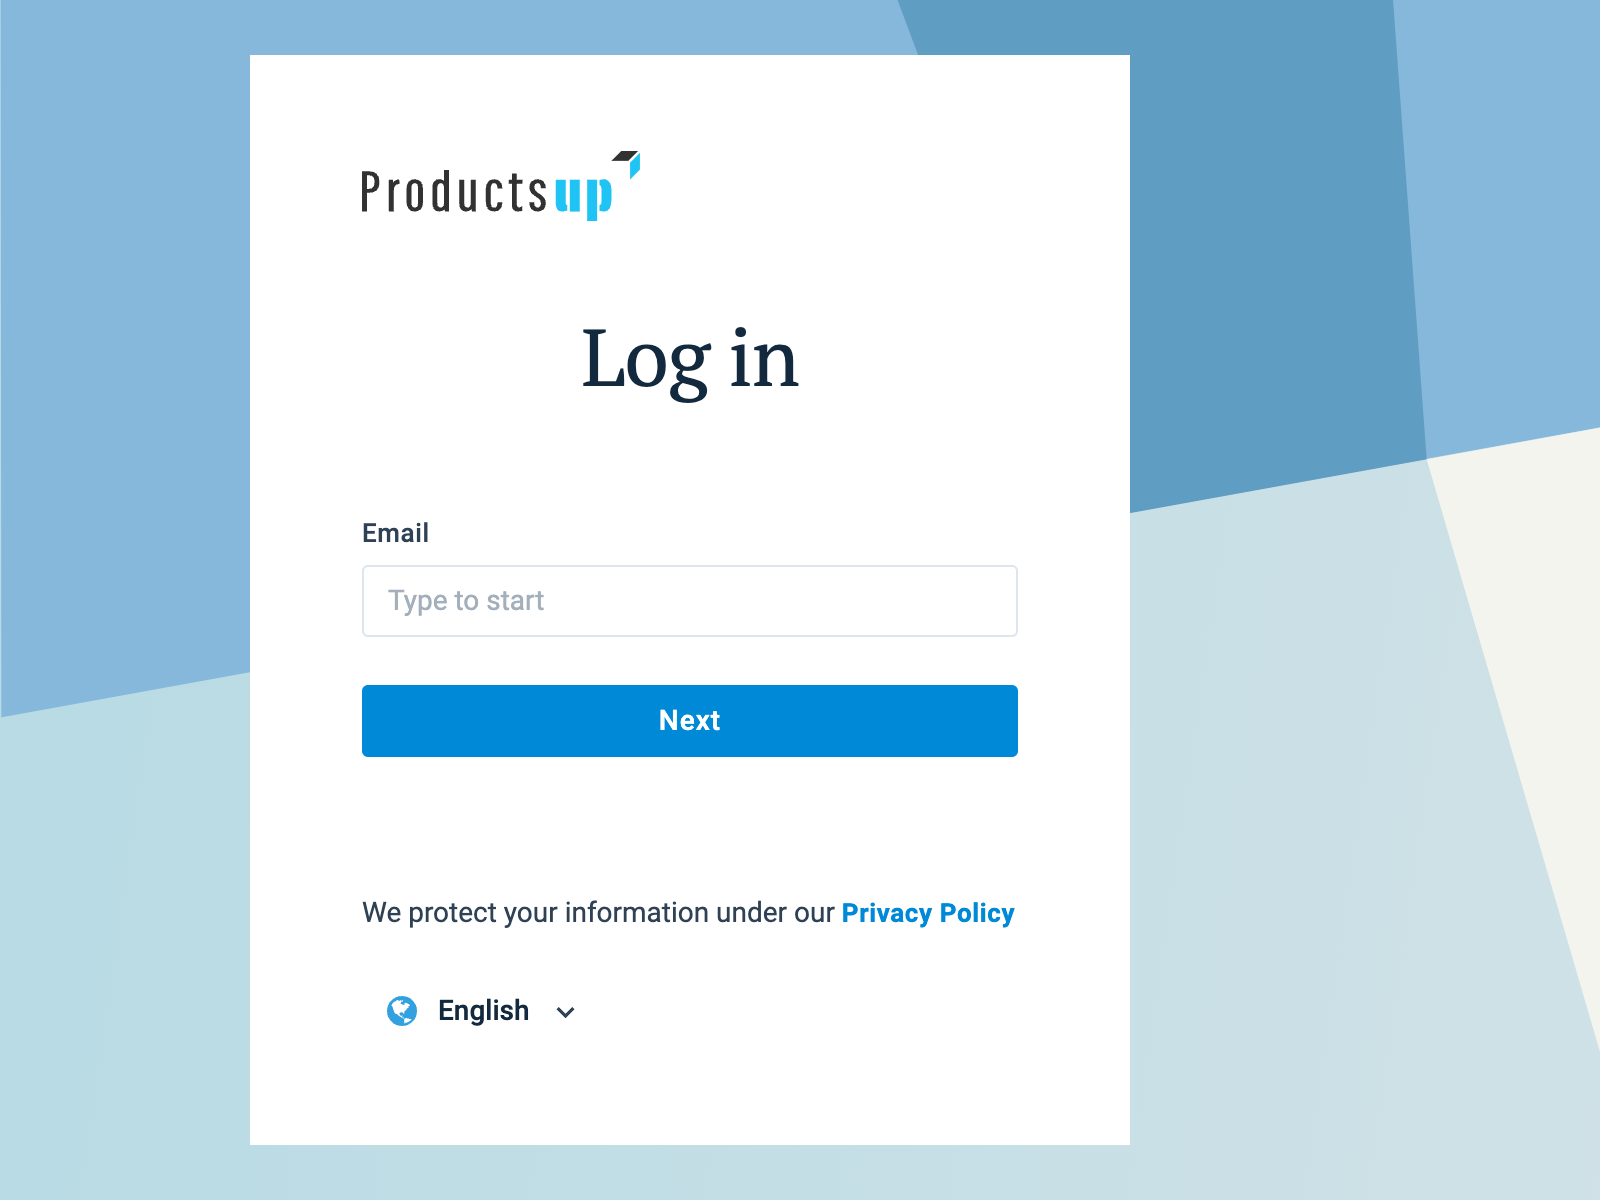 Productsup
Log in
Email
Type to start
Next
We protect your information under our Privacy Policy
English